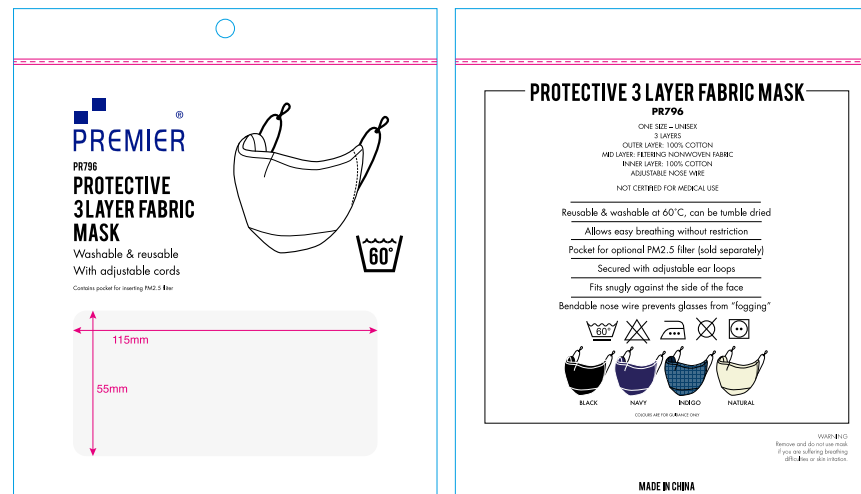 PREMIER®
PR796
PROTECTIVE
3 LAYER FABRIC
MASK
Washable & reusable
With adjustable cords
Contains pocket for inserting PM2.5 filter
60°
115mm
55mm
PROTECTIVE 3 LAYER FABRIC MASK
PR796
ONE SIZE – UNISEX
3 LAYERS
OUTER LAYER: 100% COTTON
MID LAYER: FILTERING NONWOVEN FABRIC
INNER LAYER: 100% COTTON
ADJUSTABLE NOSE WIRE
NOT CERTIFIED FOR MEDICAL USE
Reusable & washable at 60°C, can be tumble dried
Allows easy breathing without restriction
Pocket for optional PM2.5 filter (sold separately)
Secured with adjustable ear loops
Fits snugly against the side of the face
Bendable nose wire prevents glasses from “fogging”
60°
BLACK NAVY INDIGO NATURAL
COLOURS ARE FOR GUIDANCE ONLY
WARNING
Remove and do not use mask
if you are suffering breathing
difficulties or skin irritation.
MADE IN CHINA